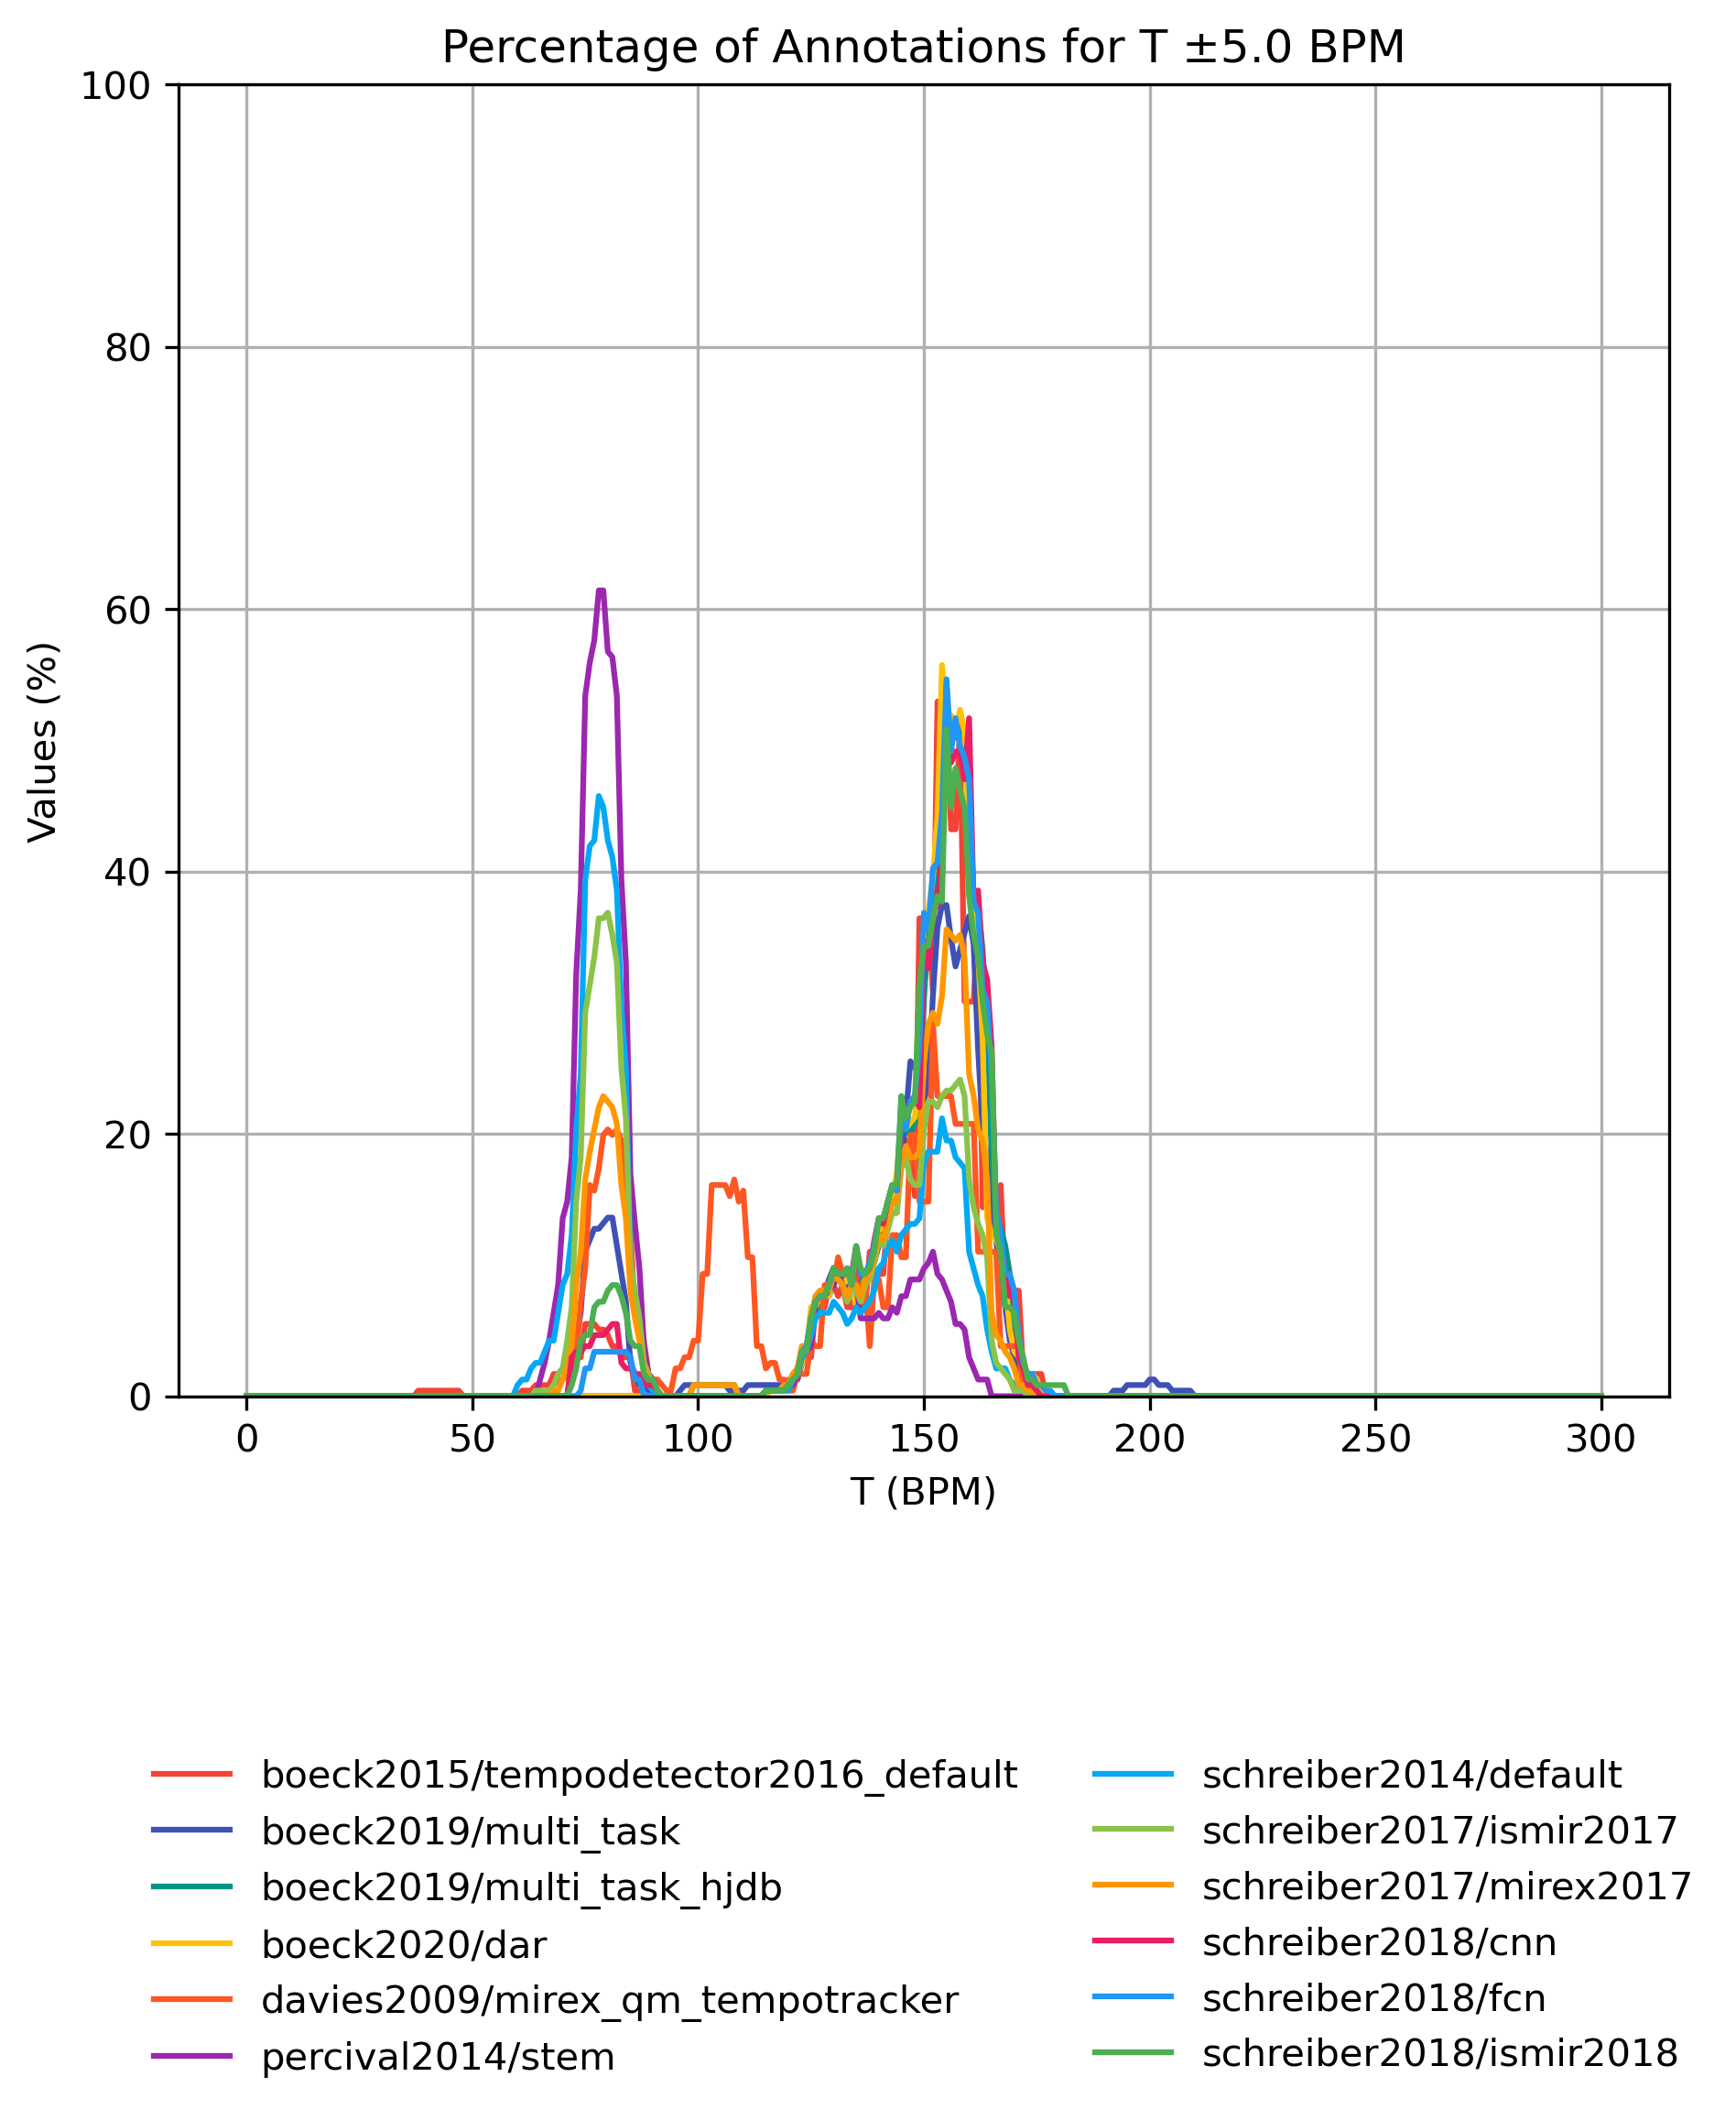 Percentage of Annotations for T ±5.0 BPM
100
80
60
40
20
0
Values (%)
0 50 100 150 200 250 300
T (BPM)
boeck2015/tempodetector2016_default
boeck2019/multi_task
boeck2019/multi_task_hjdb
boeck2020/dar
davies2009/mirex_qm_tempotracker
percival2014/stem
schreiber2014/default
schreiber2017/ismir2017
schreiber2017/mirex2017
schreiber2018/cnn
schreiber2018/fcn
schreiber2018/ismir2018